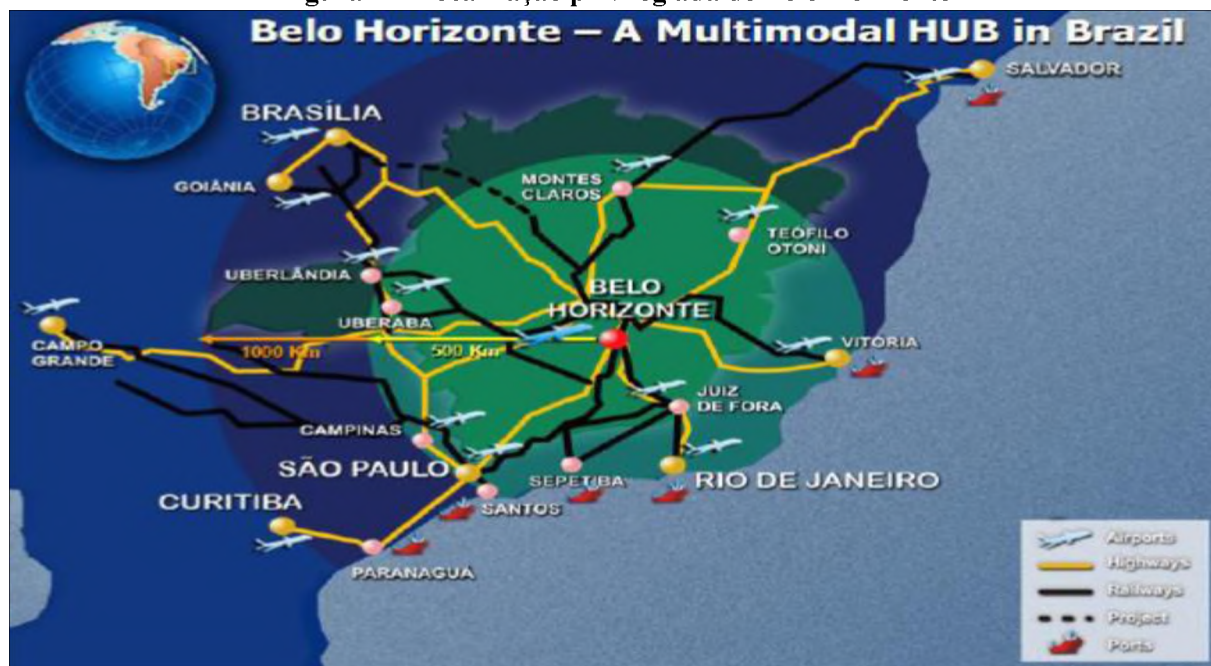 Belo Horizonte – A Multimodal HUB in Brazil
SALVADOR
BRASÍLIA
GOIÂNIA
MONTES
CLAROS
TEÓFILO
OTONI
UBERLÂNDIA
BELO
HORIZONTE
UBERABA
CAMPO
GRANDE
1000 Km
500 Km
VITÓRIA
JUIZ
DE FORA
CAMPINAS
SÃO PAULO
SEPETIBA
RIO DE JANEIRO
CURITIBA
SANTOS
PARANAGUÁ
Airports
Highways
Railways
Project
Ports